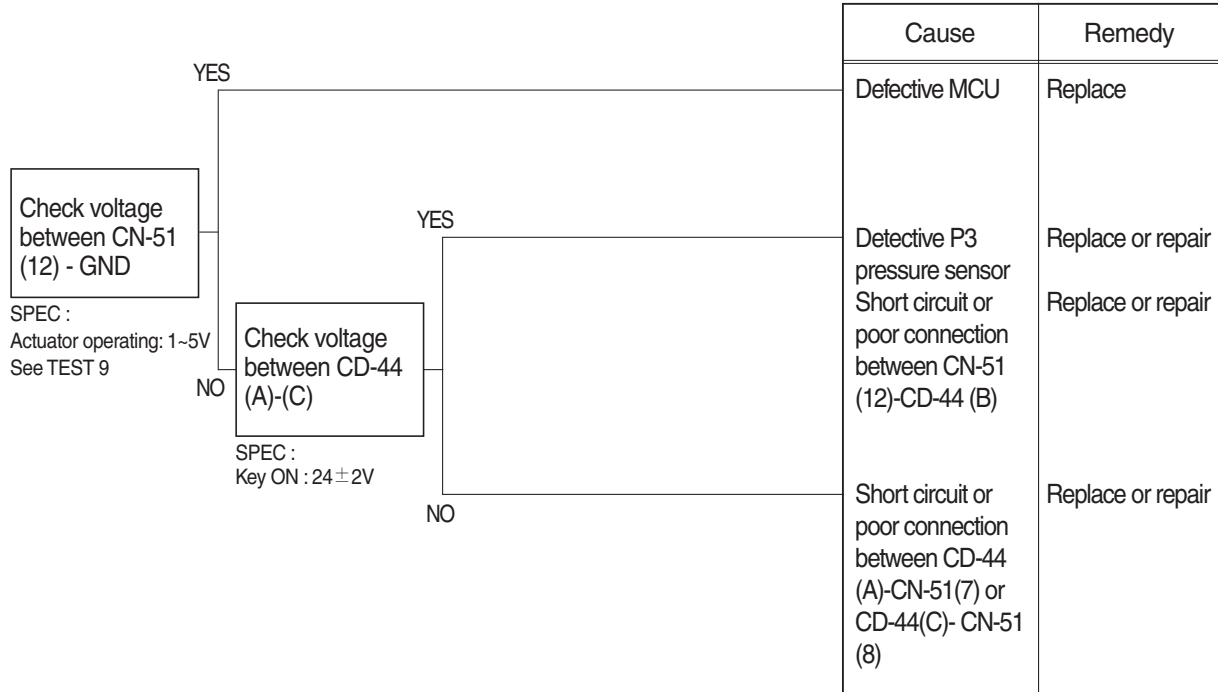 Cause
Remedy
YES
Defective MCU
Replace
Check voltage
between CN-51
(12) - GND
SPEC :
Actuator operating: 1~5V
See TEST 9
YES
Detective P3
pressure sensor
Replace or repair
Short circuit or
poor connection
between CN-51
(12)-CD-44 (B)
Replace or repair
NO
Check voltage
between CD-44
(A)-(C)
SPEC :
Key ON : 24±2V
NO
Short circuit or
poor connection
between CD-44
(A)-CN-51(7) or
CD-44(C)- CN-51
(8)
Replace or repair